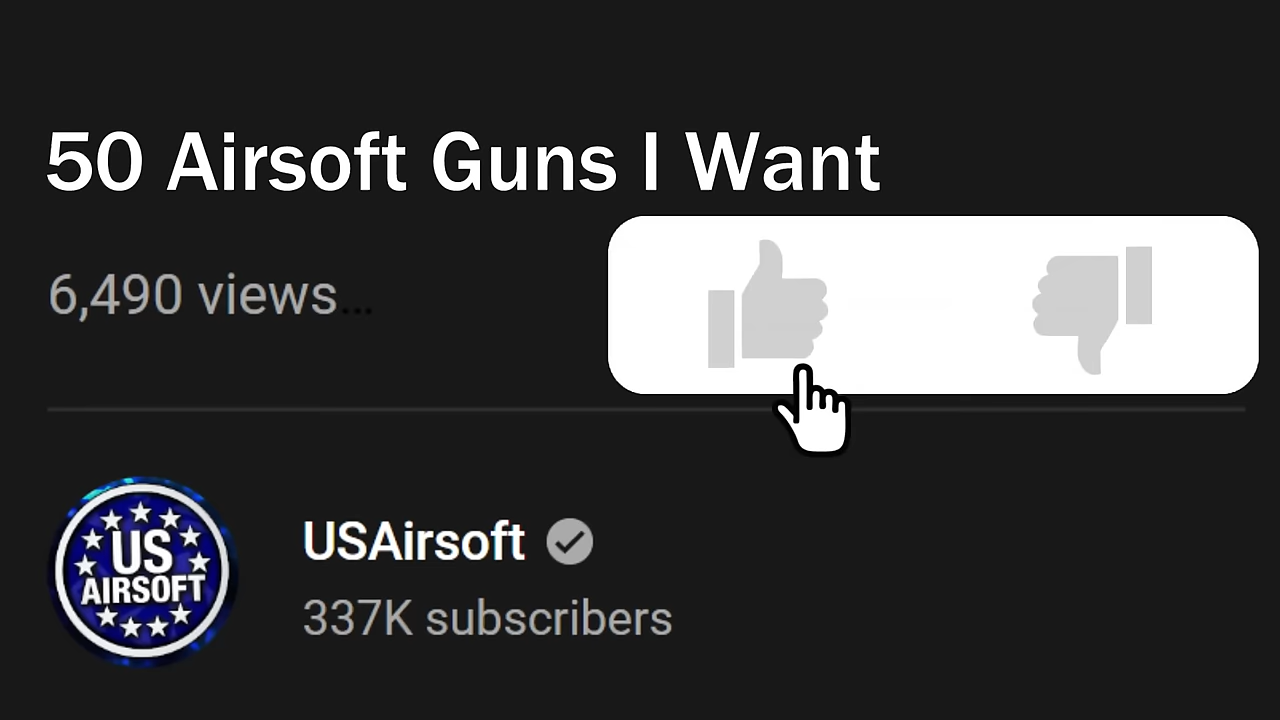 50 Airsoft Guns I Want
6,490 views...
US
AIRSOFT
USAirsoft
337K subscribers